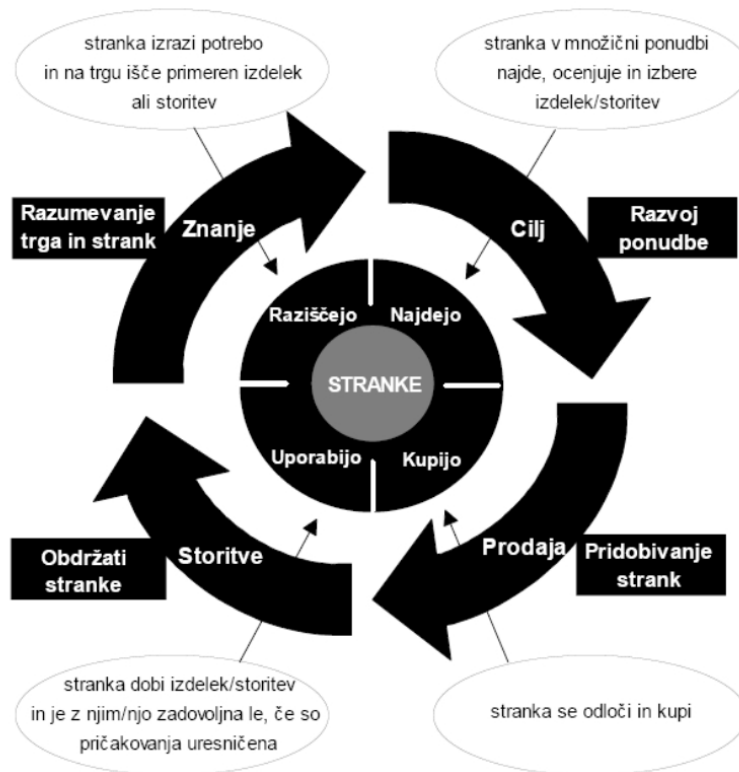 stranka izrazi potrebo
in na trgu išče primeren izdelek
ali storitev
stranka v množični ponudbi
najde, ocenjuje in izbere
izdelek/storitev
Razumevanje
trga in strank
Znanje
Cilj
Razvoj
ponudbe
Raziščejo
Najdejo
STRANKE
Uporabijo
Kupijo
Obdržati
stranke
Storitve
Prodaja
Pridobivanje
strank
stranka dobi izdelek/storitev
in je z njim/njo zadovoljna le, če so
pričakovanja uresničena
stranka se odloči in kupi